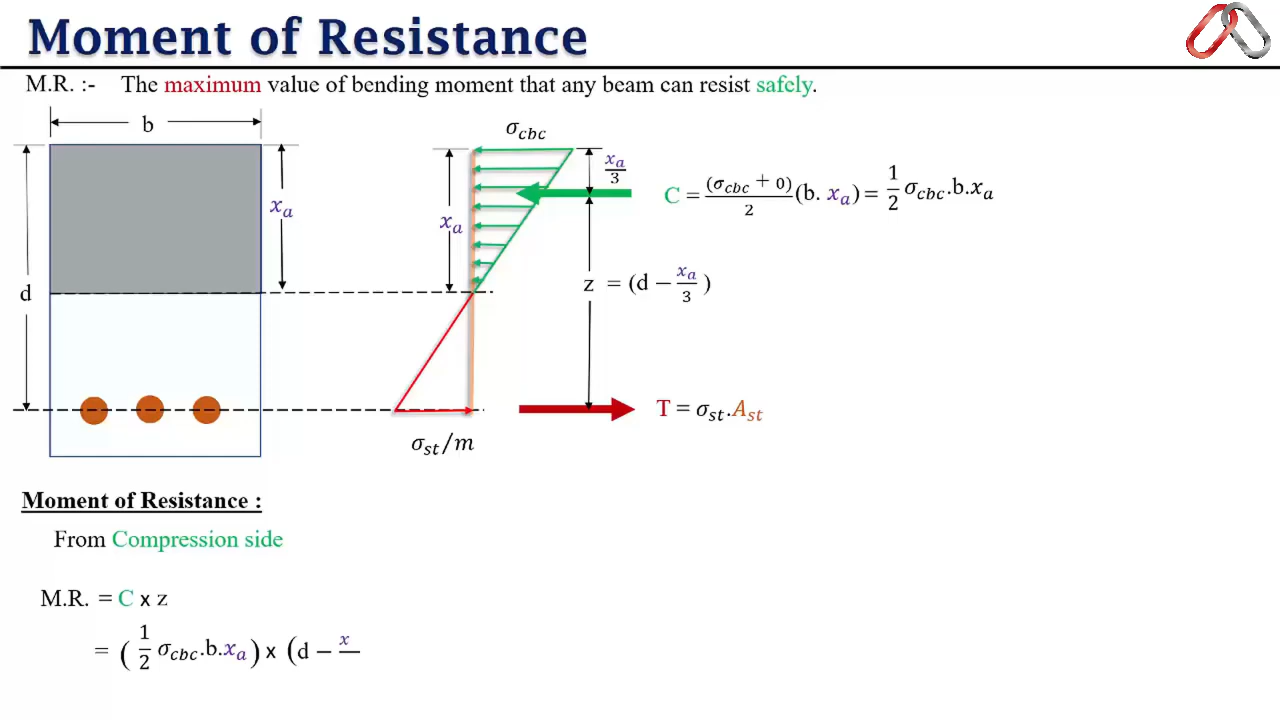 Moment of Resistance
M.R. :- The maximum value of bending moment that any beam can resist safely.
b
σ_cbc
x_a/3
C = (σ_cbc + 0)/2 (b. x_a) = 1/2 σ_cbc.b.x_a
x_a
x_a
d
z = (d − x_a/3 )
T = σ_st.A_st
σ_st/m
Moment of Resistance :
From Compression side
M.R. = C x z
= ( 1/2 σ_cbc.b.x_a) x (d − x/